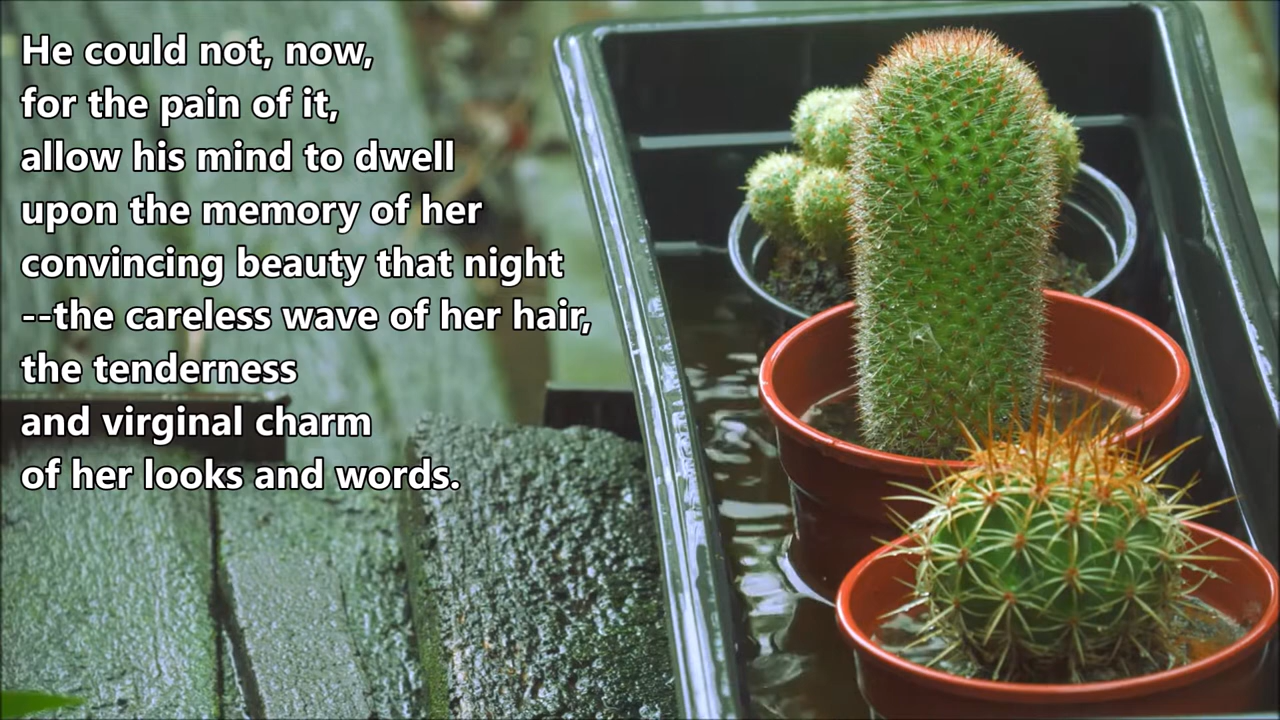 He could not, now,
for the pain of it,
allow his mind to dwell
upon the memory of her
convincing beauty that night
--the careless wave of her hair,
the tenderness
and virginal charm
of her looks and words.